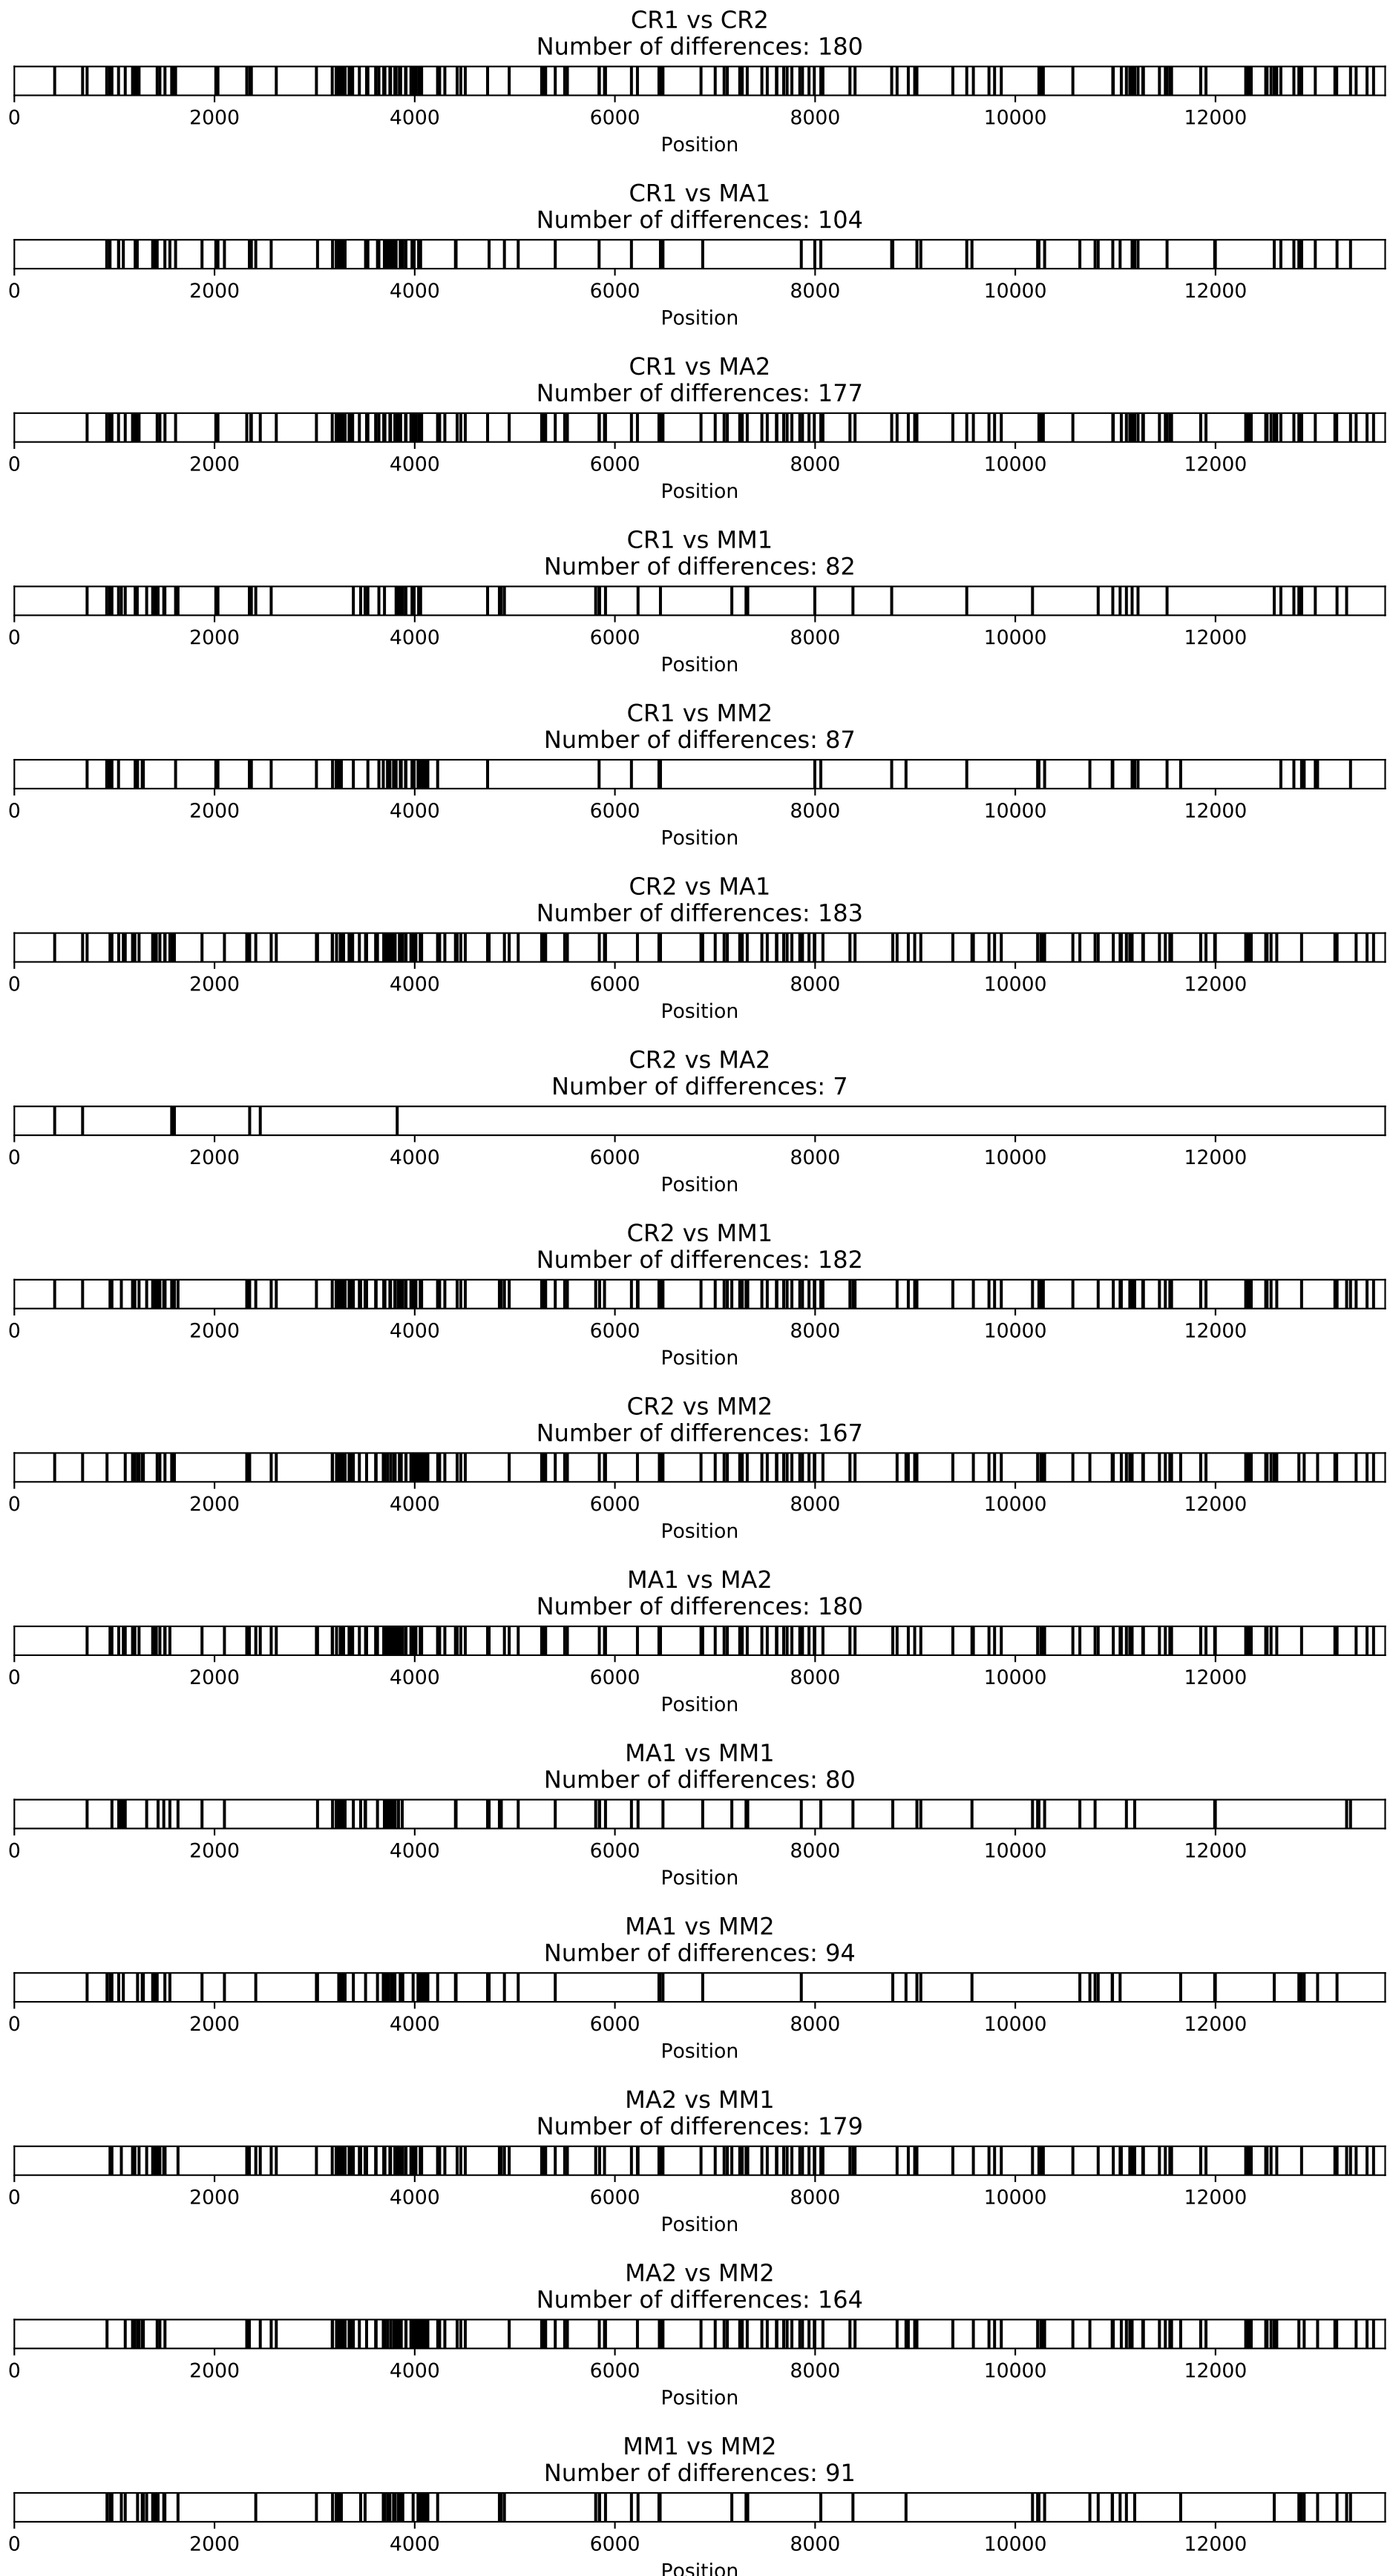 CR1 vs CR2
Number of differences: 180
0 2000 4000 6000 8000 10000 12000
Position
CR1 vs MA1
Number of differences: 104
0 2000 4000 6000 8000 10000 12000
Position
CR1 vs MA2
Number of differences: 177
0 2000 4000 6000 8000 10000 12000
Position
CR1 vs MM1
Number of differences: 82
0 2000 4000 6000 8000 10000 12000
Position
CR1 vs MM2
Number of differences: 87
0 2000 4000 6000 8000 10000 12000
Position
CR2 vs MA1
Number of differences: 183
0 2000 4000 6000 8000 10000 12000
Position
CR2 vs MA2
Number of differences: 7
0 2000 4000 6000 8000 10000 12000
Position
CR2 vs MM1
Number of differences: 182
0 2000 4000 6000 8000 10000 12000
Position
CR2 vs MM2
Number of differences: 167
0 2000 4000 6000 8000 10000 12000
Position
MA1 vs MA2
Number of differences: 180
0 2000 4000 6000 8000 10000 12000
Position
MA1 vs MM1
Number of differences: 80
0 2000 4000 6000 8000 10000 12000
Position
MA1 vs MM2
Number of differences: 94
0 2000 4000 6000 8000 10000 12000
Position
MA2 vs MM1
Number of differences: 179
0 2000 4000 6000 8000 10000 12000
Position
MA2 vs MM2
Number of differences: 164
0 2000 4000 6000 8000 10000 12000
Position
MM1 vs MM2
Number of differences: 91
0 2000 4000 6000 8000 10000 12000
Position